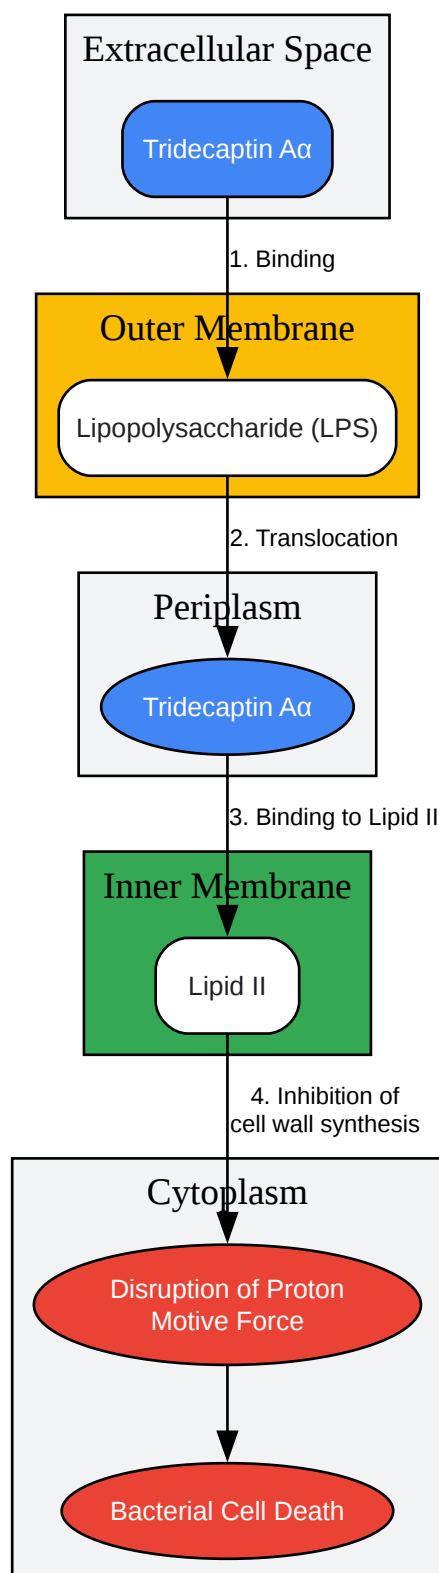 Extracellular Space
Tridecaptin Aα
1. Binding
Outer Membrane
Lipopolysaccharide (LPS)
2. Translocation
Periplasm
Tridecaptin Aα
3. Binding to Lipid II
Inner Membrane
Lipid II
4. Inhibition of
cell wall synthesis
Cytoplasm
Disruption of Proton
Motive Force
Bacterial Cell Death